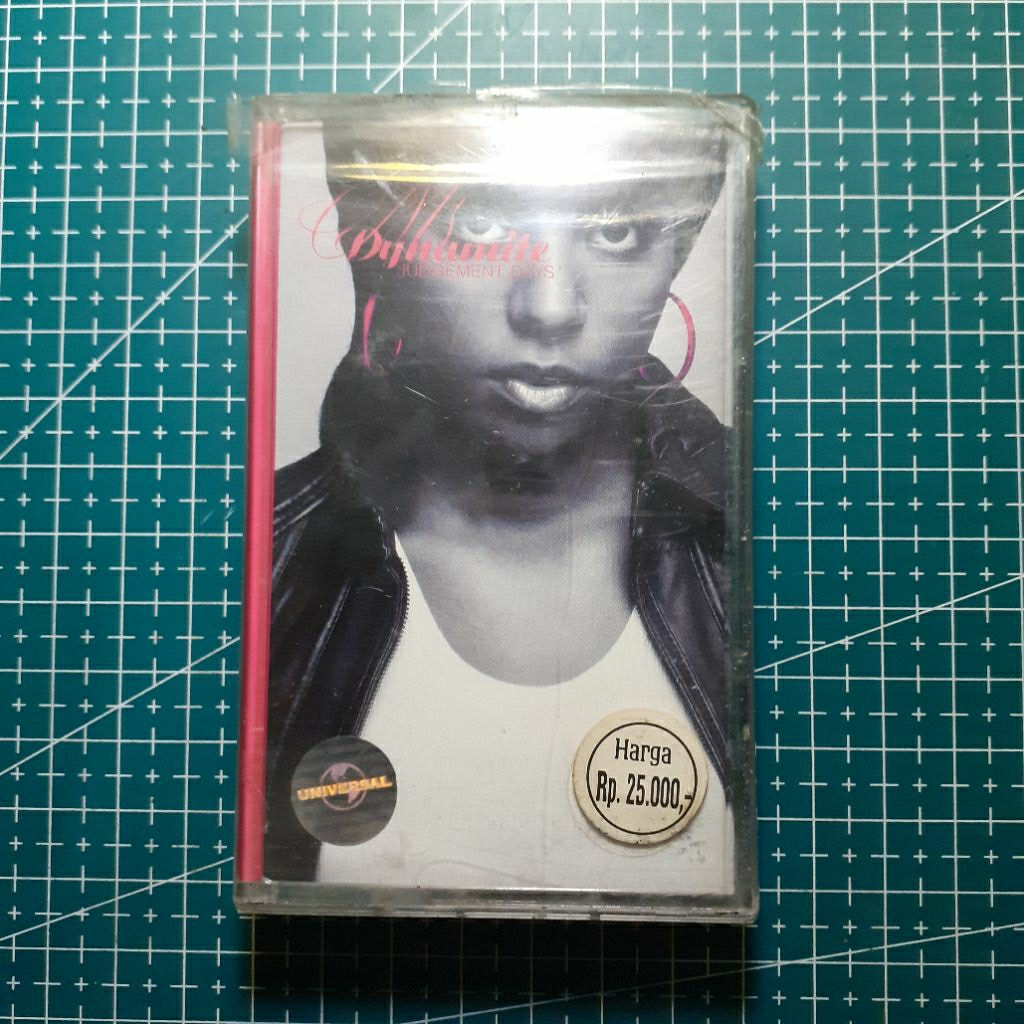 Ms
Dynamite
JUDGEMENT DAYS
UNIVERSAL
Harga
Rp. 25.000,-